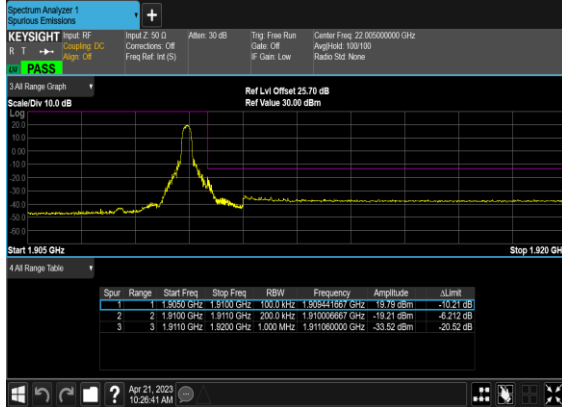 Spectrum Analyzer 1
Spurious Emissions
+
KEYSIGHT Input: RF Input Z: 50 Ω Atten: 30 dB Trig: Free Run Center Freq: 22.005000000 GHz
R T Coupling: DC Corrections: Off Gate: Off Avg|Hold: 100/100
Align: Off Freq Ref: Int (S) IF Gain: Low Radio Std: None
PASS
3 All Range Graph
Ref Lvl Offset 25.70 dB
Scale/Div 10.0 dB Ref Value 30.00 dBm
Log
20.0
10.0
0.00
-10.0
-20.0
-30.0
-40.0
-50.0
-60.0
Start 1.905 GHz Stop 1.920 GH
4 All Range Table
Spur Range Start Freq Stop Freq RBW Frequency Amplitude ΔLimit
1 1 1.9050 GHz 1.9100 GHz 100.0 kHz 1.909441667 GHz 19.79 dBm -10.21 dB
2 2 1.9100 GHz 1.9110 GHz 200.0 kHz 1.910006667 GHz -19.21 dBm -6.212 dB
3 3 1.9110 GHz 1.9200 GHz 1.000 MHz 1.911060000 GHz -33.52 dBm -20.52 dB
? Apr 21, 2023
10:26:41 AM